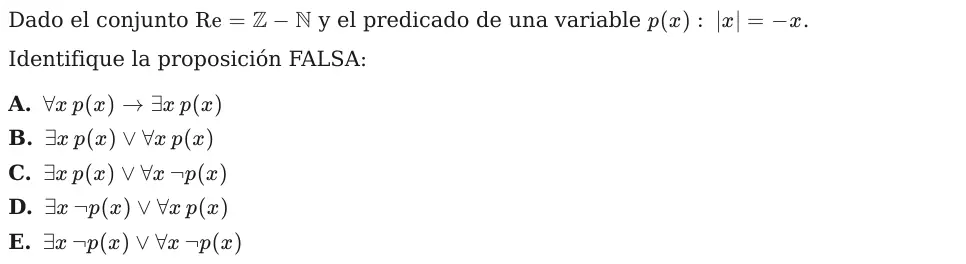 Dado el conjunto Re = ℤ − ℕ y el predicado de una variable p(x) : |x| = −x.
Identifique la proposición FALSA:
A. ∀x p(x) → ∃x p(x)
B. ∃x p(x) ∨ ∀x p(x)
C. ∃x p(x) ∨ ∀x ¬p(x)
D. ∃x ¬p(x) ∨ ∀x p(x)
E. ∃x ¬p(x) ∨ ∀x ¬p(x)